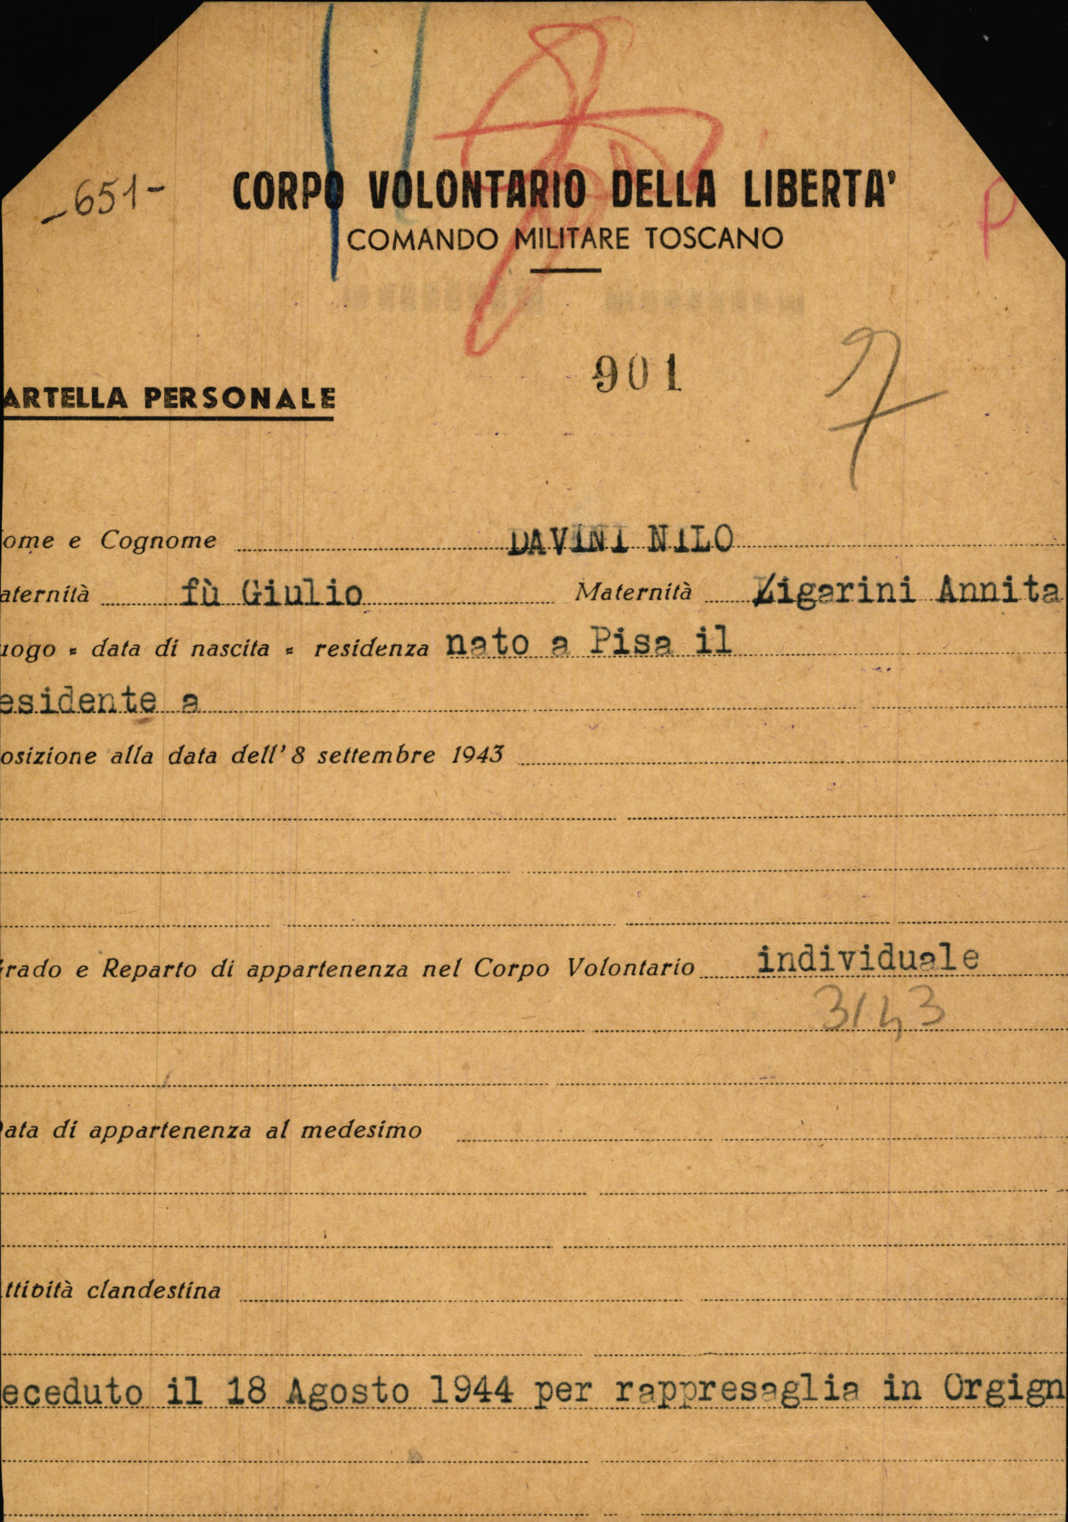 -651-
CORPO VOLONTARIO DELLA LIBERTA'
COMANDO MILITARE TOSCANO
901
7
ARTELLA PERSONALE
ome e Cognome DAVINI NILO
aternità fù Giulio Maternità Zigarini Annita
uogo - data di nascita - residenza nato a Pisa il
esidente a
osizione alla data dell' 8 settembre 1943
rado e Reparto di appartenenza nel Corpo Volontario individuale
3143
ata di appartenenza al medesimo
ttività clandestina
eceduto il 18 Agosto 1944 per rappresaglia in Orgign